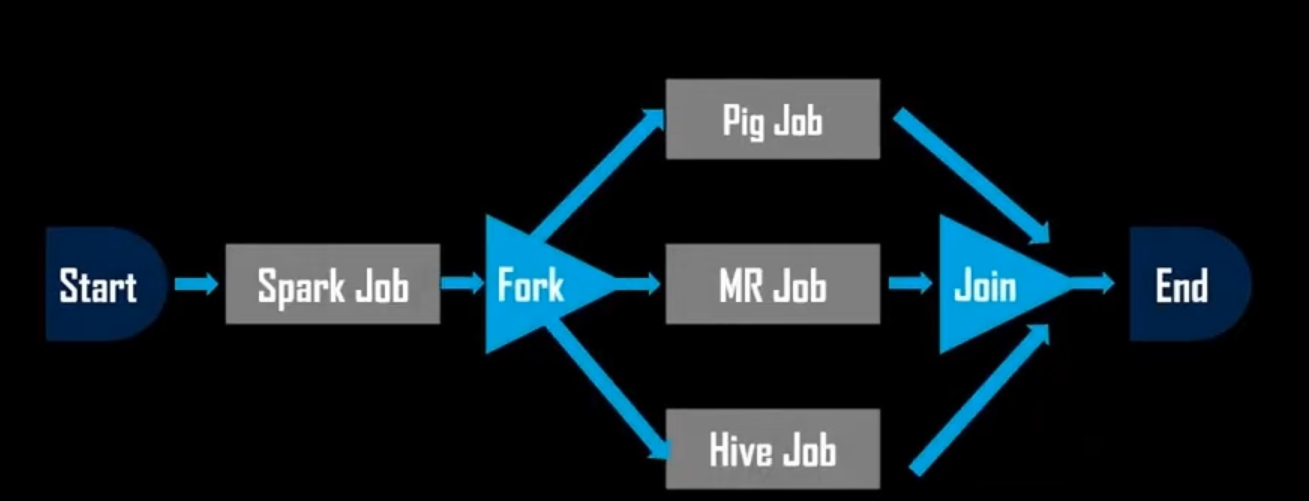 Start
Spark Job
Fork
Pig Job
MR Job
Hive Job
Join
End